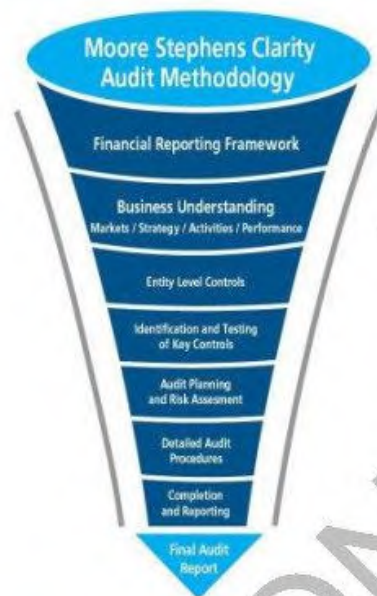 Moore Stephens Clarity
Audit Methodology
Financial Reporting Framework
Business Understanding
Markets / Strategy / Activities / Performance
Entity Level Controls
Identification and Testing
of Key Controls
Audit Planning
and Risk Assesment
Detailed Audit
Procedures
Completion
and Reporting
Final Audit
Report